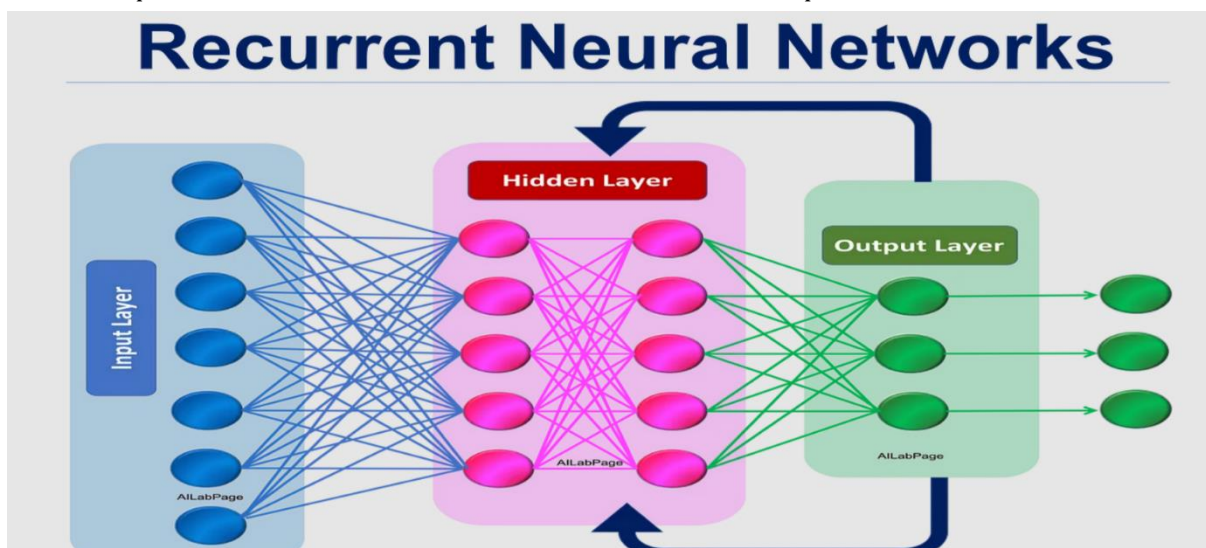 Recurrent Neural Networks
Hidden Layer
Output Layer
Input Layer
AILabPage
AILabPage
AILabPage